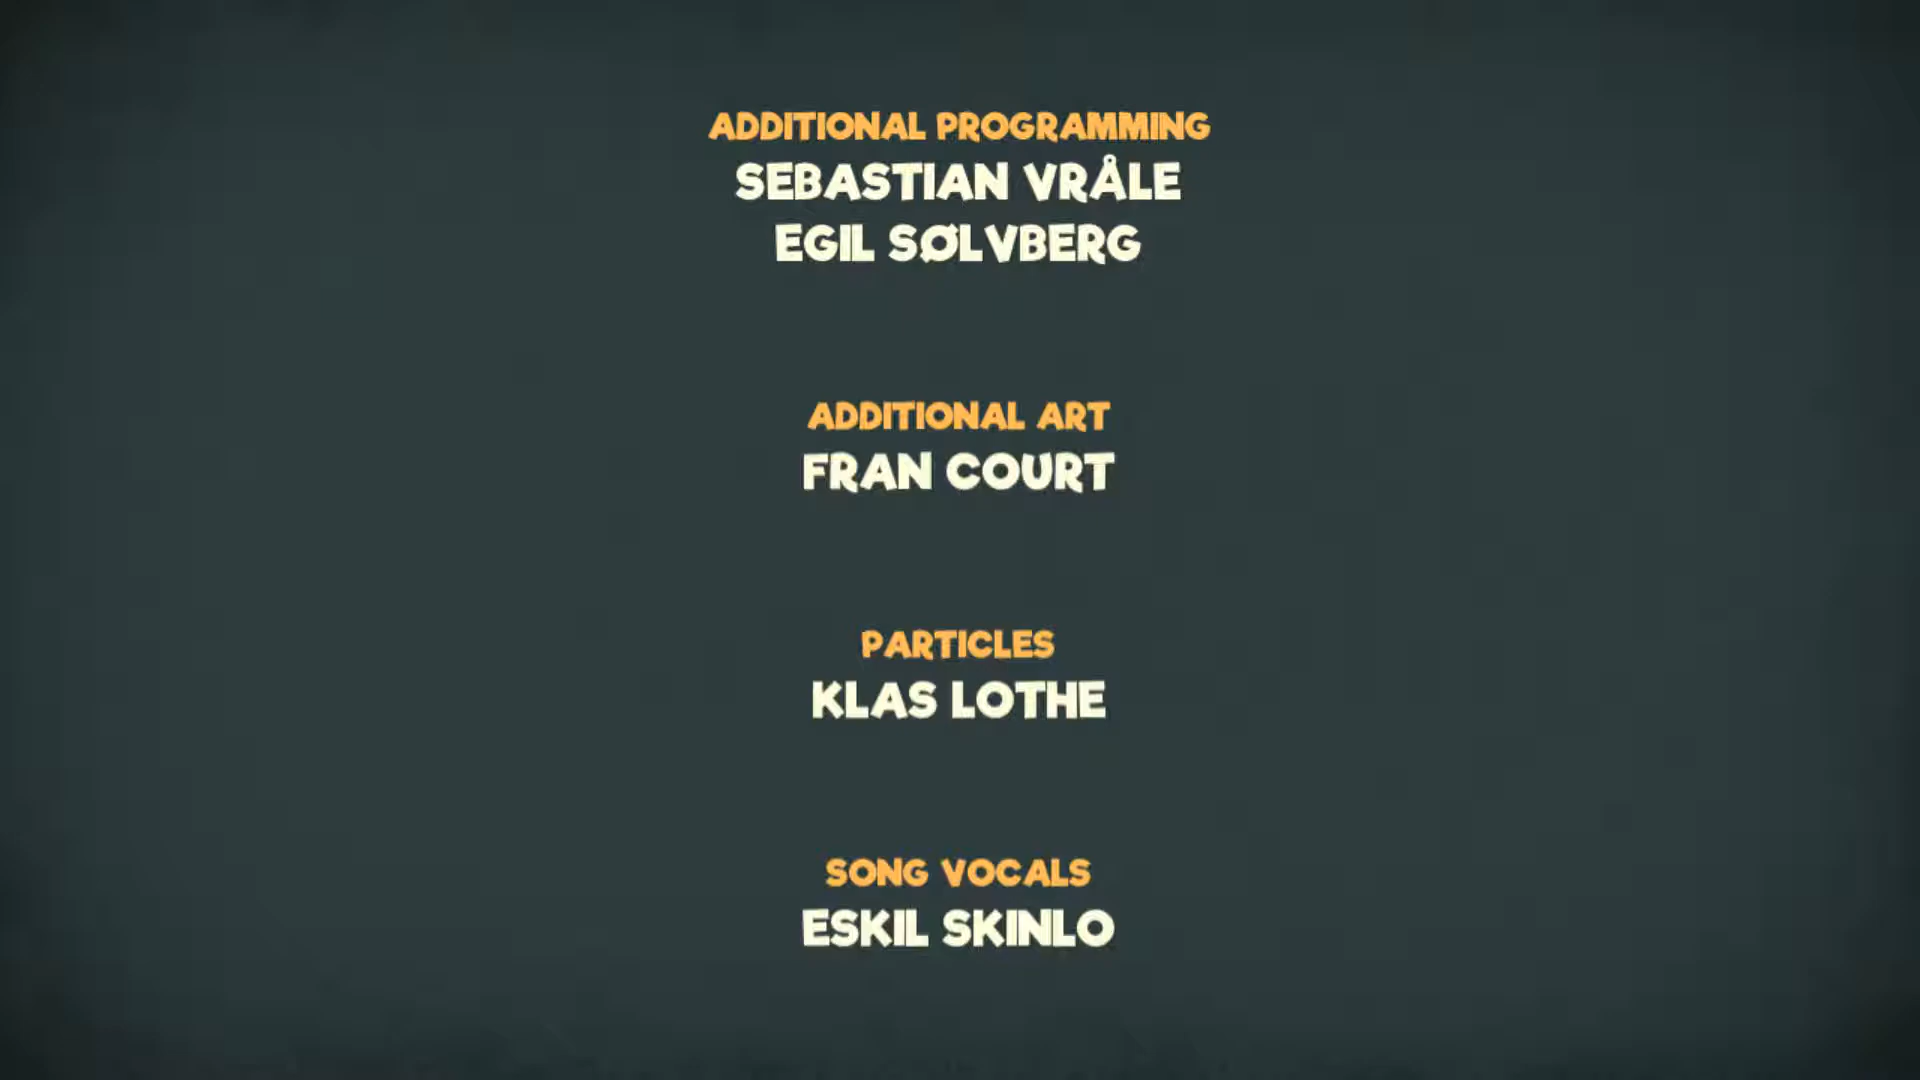 ADDITIONAL PROGRAMMING
SEBASTIAN VRÅLE
EGIL SØLVBERG
ADDITIONAL ART
FRAN COURT
PARTICLES
KLAS LOTHE
SONG VOCALS
ESKIL SKINLO